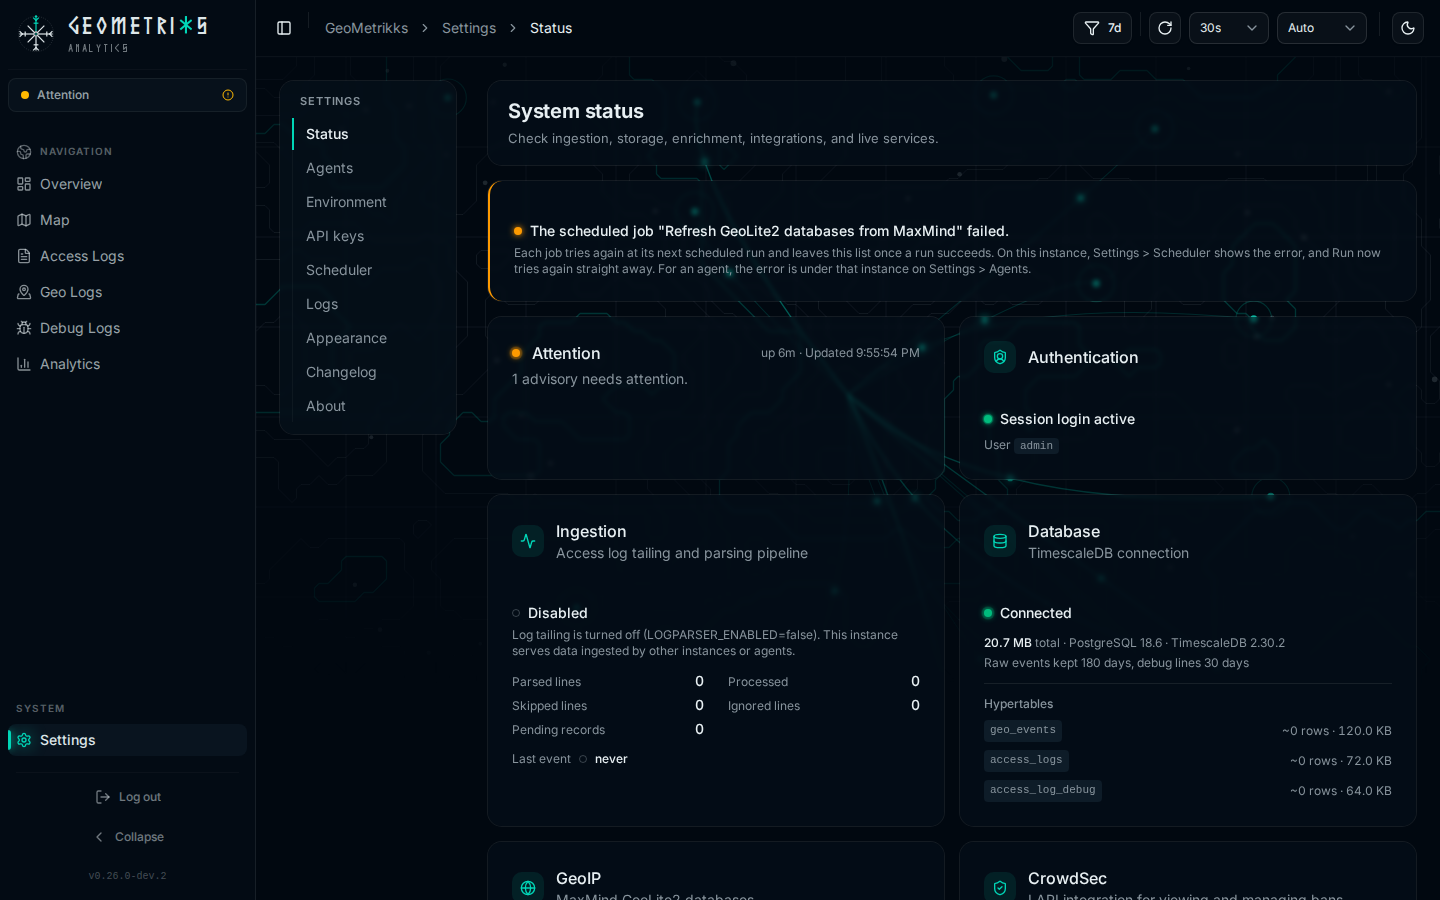 GEOMETRIKS
ANALYTICS
Attention
NAVIGATION
Overview
Map
Access Logs
Geo Logs
Debug Logs
Analytics
SYSTEM
Settings
Log out
Collapse
v0.26.0-dev.2
GeoMetrikks > Settings > Status
7d
30s
Auto
SETTINGS
Status
Agents
Environment
API keys
Scheduler
Logs
Appearance
Changelog
About
System status
Check ingestion, storage, enrichment, integrations, and live services.
The scheduled job "Refresh GeoLite2 databases from MaxMind" failed.
Each job tries again at its next scheduled run and leaves this list once a run succeeds. On this instance, Settings > Scheduler shows the error, and Run now
tries again straight away. For an agent, the error is under that instance on Settings > Agents.
Attention
up 6m · Updated 9:55:54 PM
1 advisory needs attention.
Authentication
Session login active
User admin
Ingestion
Access log tailing and parsing pipeline
Disabled
Log tailing is turned off (LOGPARSER_ENABLED=false). This instance
serves data ingested by other instances or agents.
Parsed lines 0 Processed 0
Skipped lines 0 Ignored lines 0
Pending records 0
Last event never
Database
TimescaleDB connection
Connected
20.7 MB total · PostgreSQL 18.6 · TimescaleDB 2.30.2
Raw events kept 180 days, debug lines 30 days
Hypertables
geo_events ~0 rows · 120.0 KB
access_logs ~0 rows · 72.0 KB
access_log_debug ~0 rows · 64.0 KB
GeoIP
MaxMind GeoLite2 databases
CrowdSec
LAPI integration for viewing and managing bans